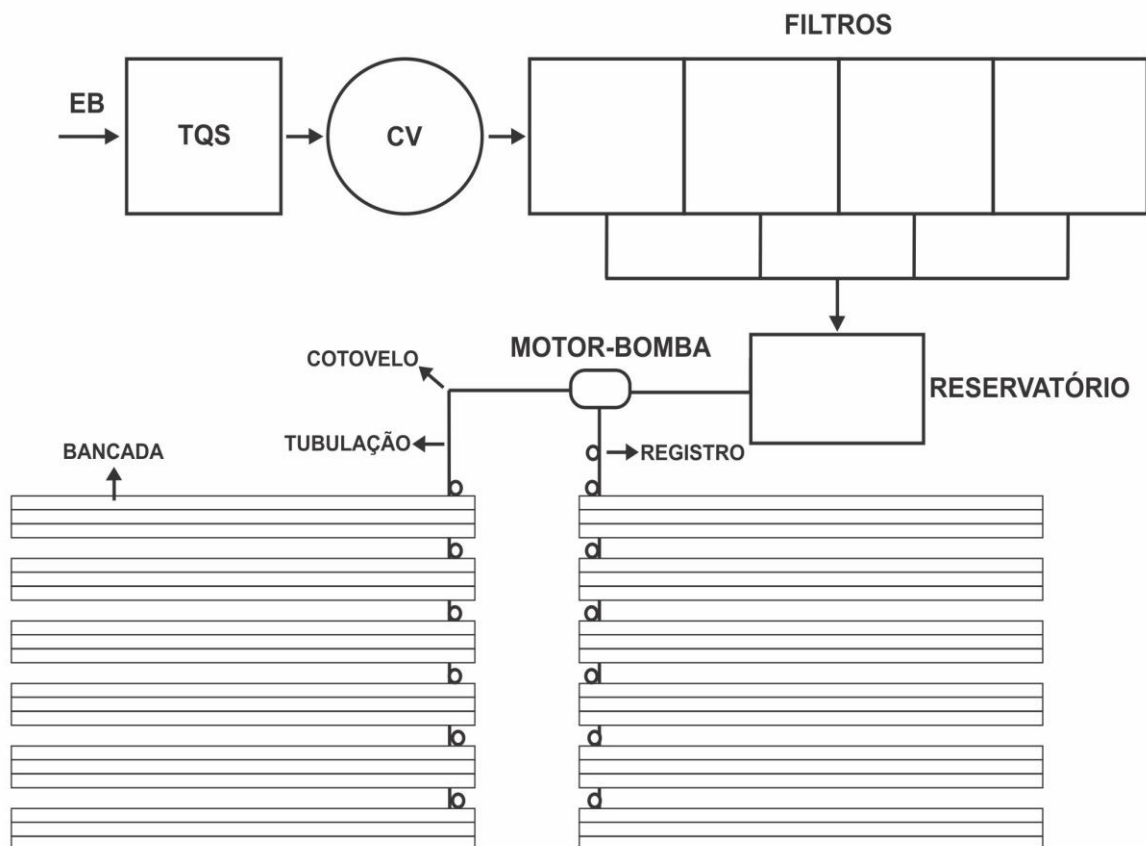 FILTROS
EB
TQS
CV
MOTOR-BOMBA
COTOVELO
RESERVATÓRIO
TUBULAÇÃO
REGISTRO
BANCADA